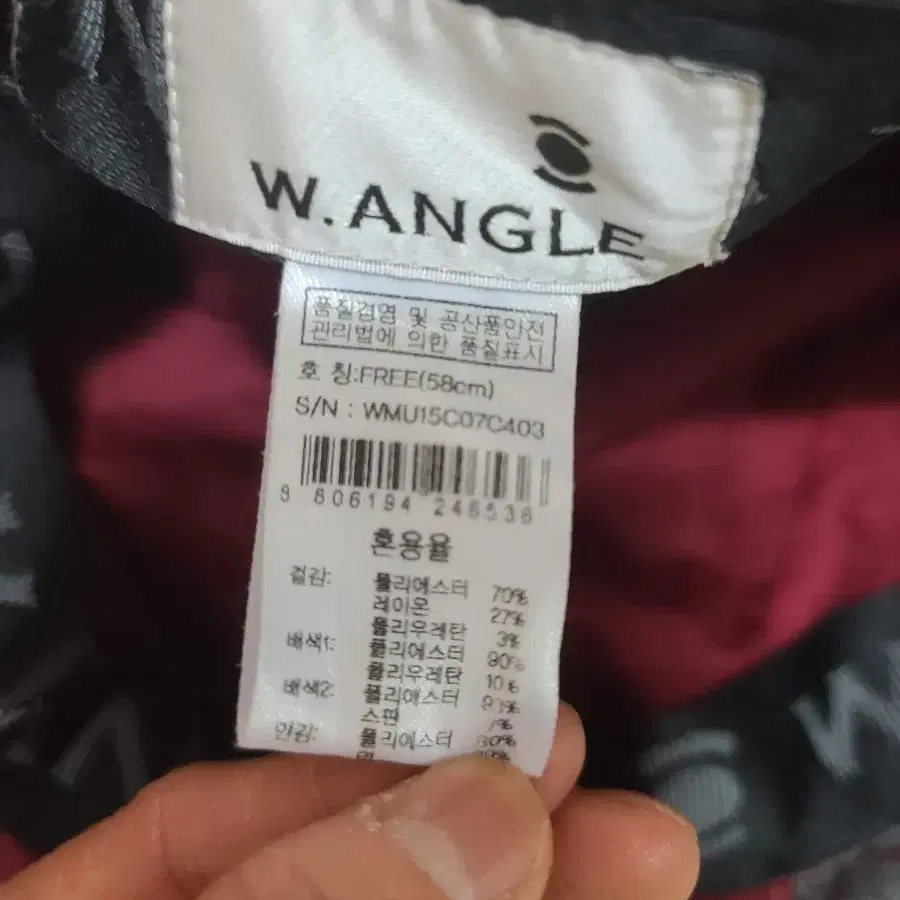 W.ANGLE
품질경영 및 공산품안전
관리법에 의한 품질표시
호 칭:FREE(58cm)
S/N : WMU15C07C403
8 806194 246538
혼용율
겉감: 폴리에스터 70%
레이온 27%
폴리우레탄 3%
배색1: 폴리에스터 90%
폴리우레탄 10%
배색2: 폴리에스터
스판
안감: 폴리에스터 80%